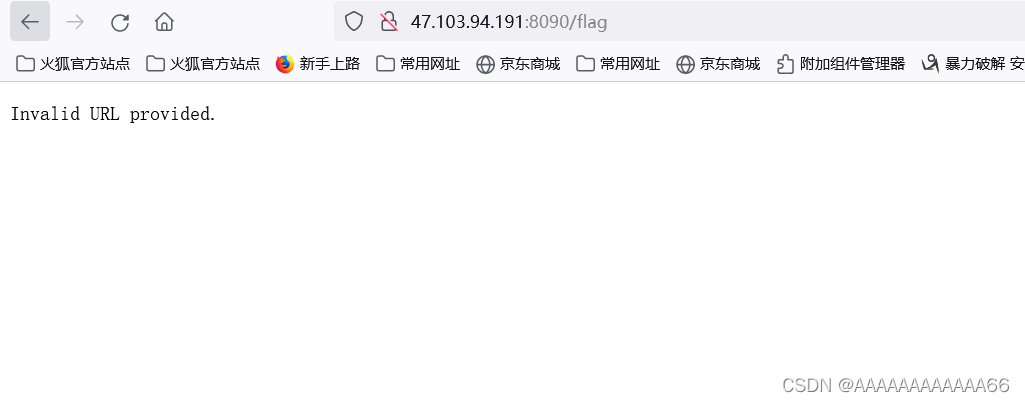 47.103.94.191:8090/flag
火狐官方站点 火狐官方站点 新手上路 常用网址 京东商城 常用网址 京东商城 附加组件管理器 暴力破解 安
Invalid URL provided.
CSDN @AAAAAAAAAAAA66